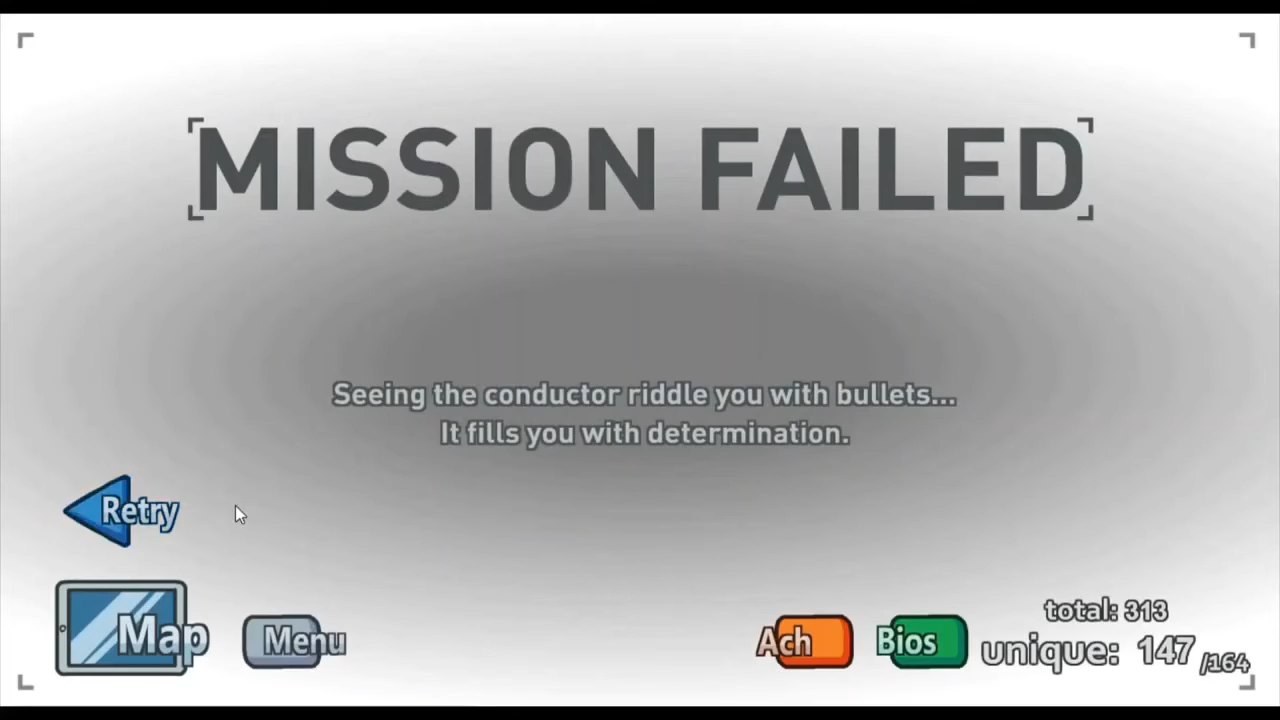 MISSION FAILED
Seeing the conductor riddle you with bullets...
It fills you with determination.
Retry
Map
Menu
Ach
Bios
total: 313
unique: 147 /164